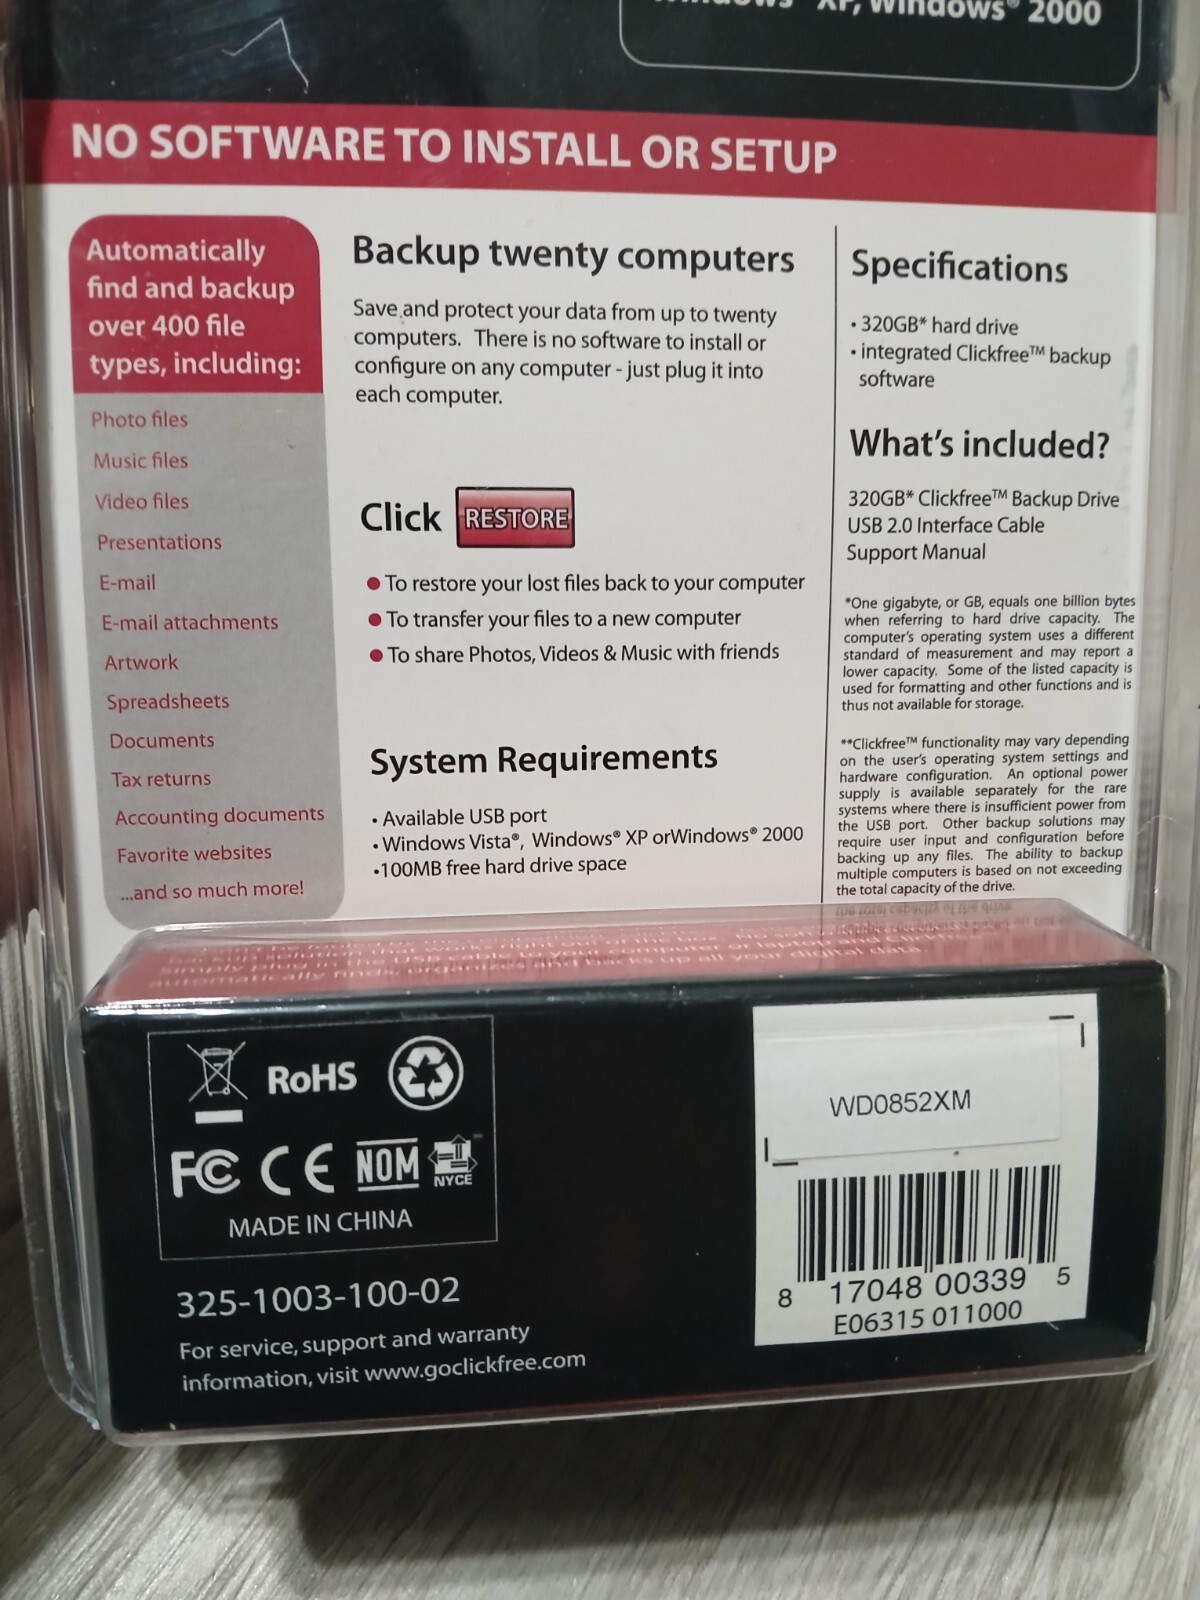 XP, Windows® 2000
NO SOFTWARE TO INSTALL OR SETUP
Automatically
find and backup
over 400 file
types, including:
Photo files
Music files
Video files
Presentations
E-mail
E-mail attachments
Artwork
Spreadsheets
Documents
Tax returns
Accounting documents
Favorite websites
...and so much more!
Backup twenty computers
Save and protect your data from up to twenty
computers. There is no software to install or
configure on any computer - just plug it into
each computer.
Click RESTORE
• To restore your lost files back to your computer
• To transfer your files to a new computer
• To share Photos, Videos & Music with friends
System Requirements
• Available USB port
• Windows Vista®, Windows® XP orWindows® 2000
•100MB free hard drive space
Specifications
• 320GB* hard drive
• integrated Clickfree™ backup
software
What's included?
320GB* Clickfree™ Backup Drive
USB 2.0 Interface Cable
Support Manual
*One gigabyte, or GB, equals one billion bytes
when referring to hard drive capacity. The
computer's operating system uses a different
standard of measurement and may report a
lower capacity. Some of the listed capacity is
used for formatting and other functions and is
thus not available for storage.
**Clickfree™ functionality may vary depending
on the user's operating system settings and
hardware configuration. An optional power
supply is available separately for the rare
systems where there is insufficient power from
the USB port. Other backup solutions may
require user input and configuration before
backing up any files. The ability to backup
multiple computers is based on not exceeding
the total capacity of the drive.
automatically finds, organizes and backs up all your digital data
RoHS
FC CE NOM NYCE
MADE IN CHINA
325-1003-100-02
For service, support and warranty
information, visit www.goclickfree.com
WD0852XM
8 17048 00339 5
E06315 011000